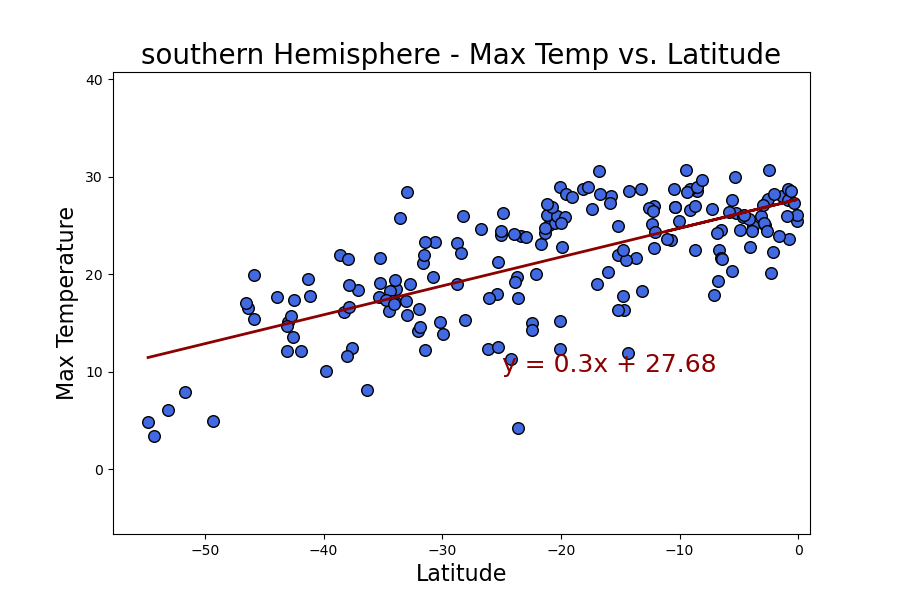 southern Hemisphere - Max Temp vs. Latitude
40
30
20
10
0
Max Temperature
y = 0.3x + 27.68
−50 −40 −30 −20 −10 0
Latitude